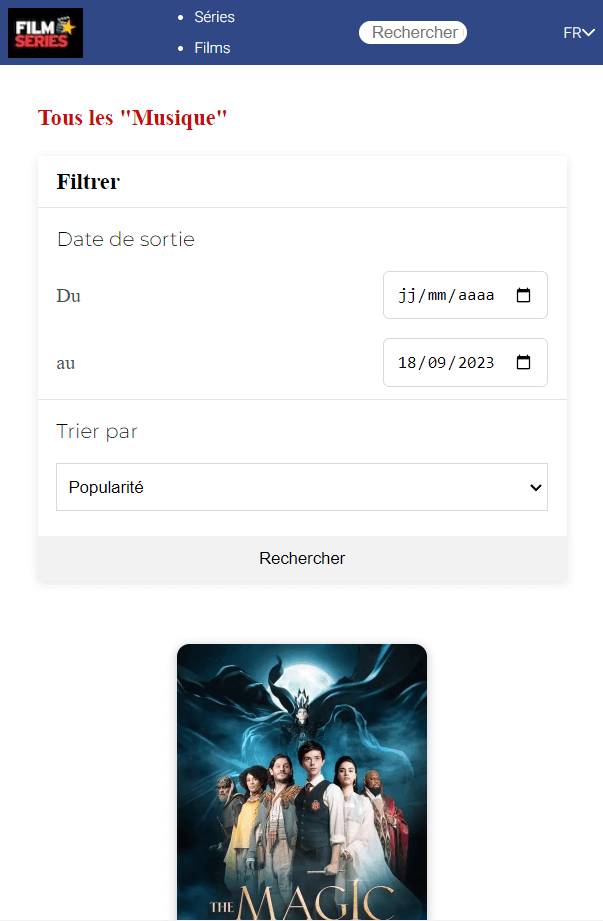 FILM
SERIES
Séries
Films
Rechercher
FR
Tous les "Musique"
Filtrer
Date de sortie
Du
jj/mm/aaaa
au
18/09/2023
Trier par
Popularité
Rechercher
THE MAGIC